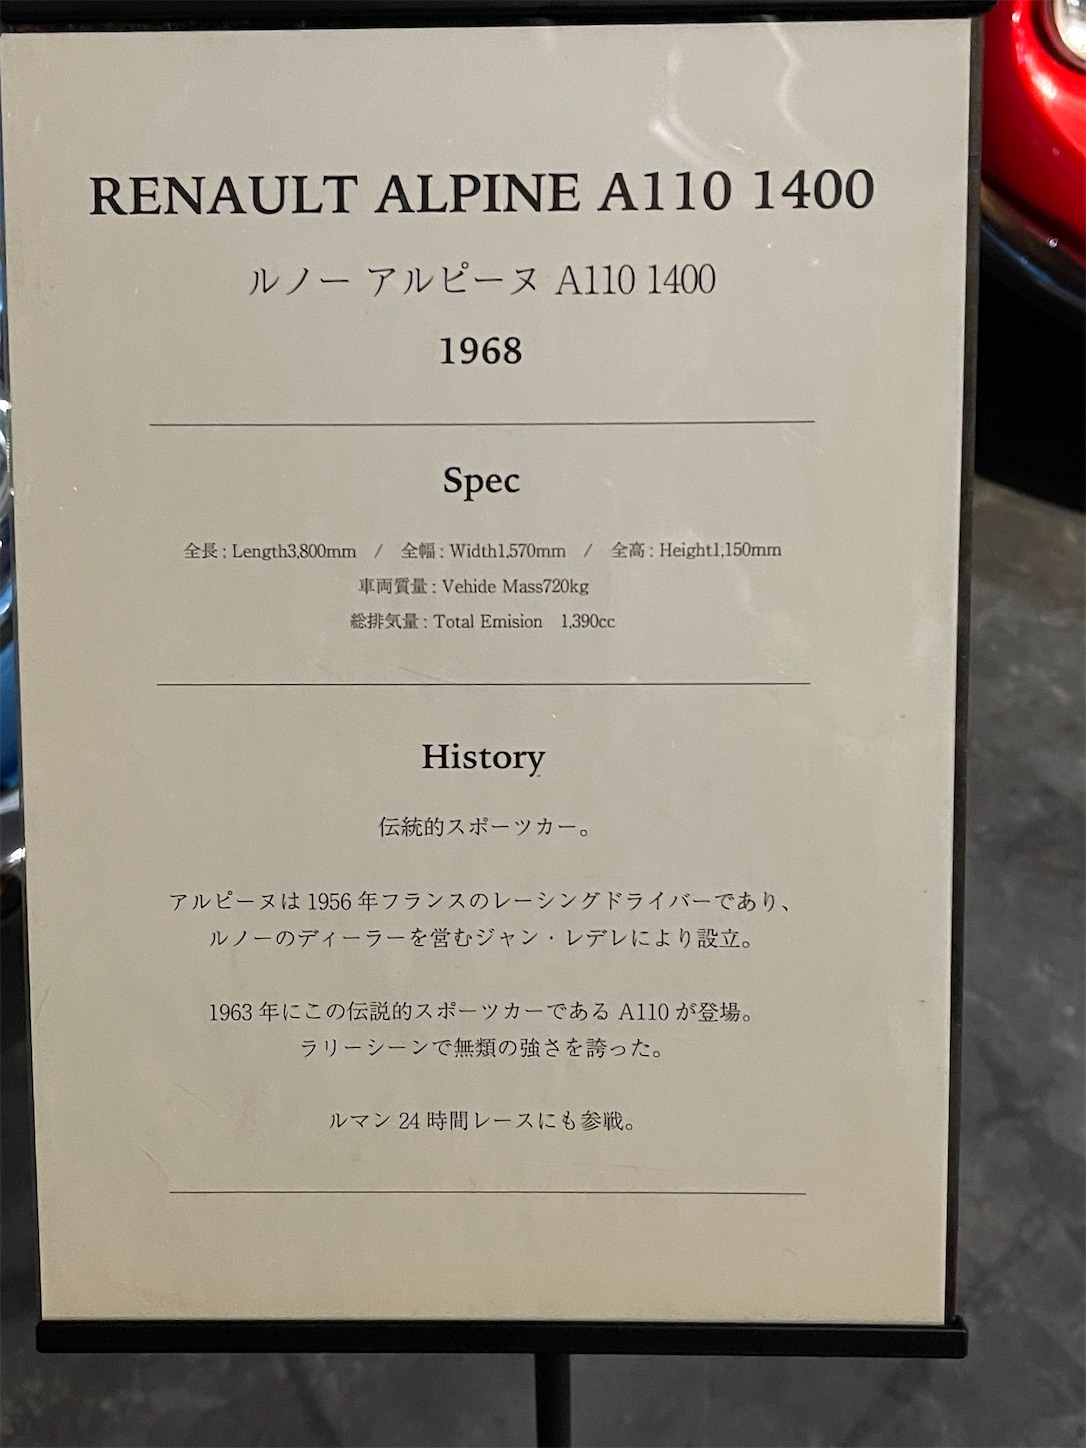 RENAULT ALPINE A110 1400
ルノー アルピーヌ A110 1400
1968
Spec
全長 : Length3,800mm / 全幅 : Width1,570mm / 全高 : Height1,150mm
車両質量 : Vehide Mass720kg
総排気量 : Total Emision 1,390cc
History
伝統的スポーツカー。
アルピーヌは 1956 年フランスのレーシングドライバーであり、
ルノーのディーラーを営むジャン・レデレにより設立。
1963 年にこの伝説的スポーツカーである A110 が登場。
ラリーシーンで無類の強さを誇った。
ルマン 24 時間レースにも参戦。